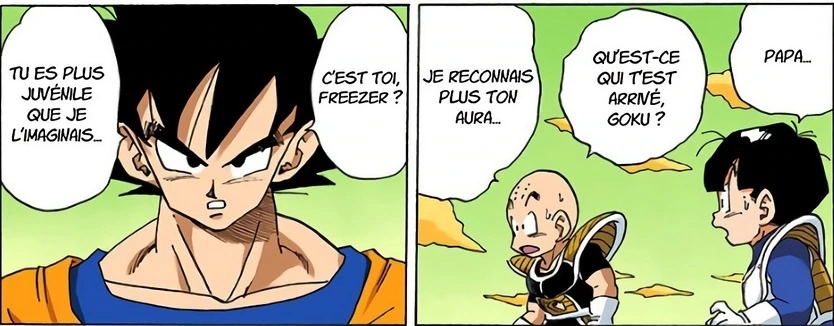 PAPA...
QU'EST-CE
QUI T'EST
ARRIVÉ,
GOKU ?
JE RECONNAIS
PLUS TON
AURA...
C'EST TOI,
FREEZER ?
TU ES PLUS
JUVÉNILE
QUE JE
L'IMAGINAIS...